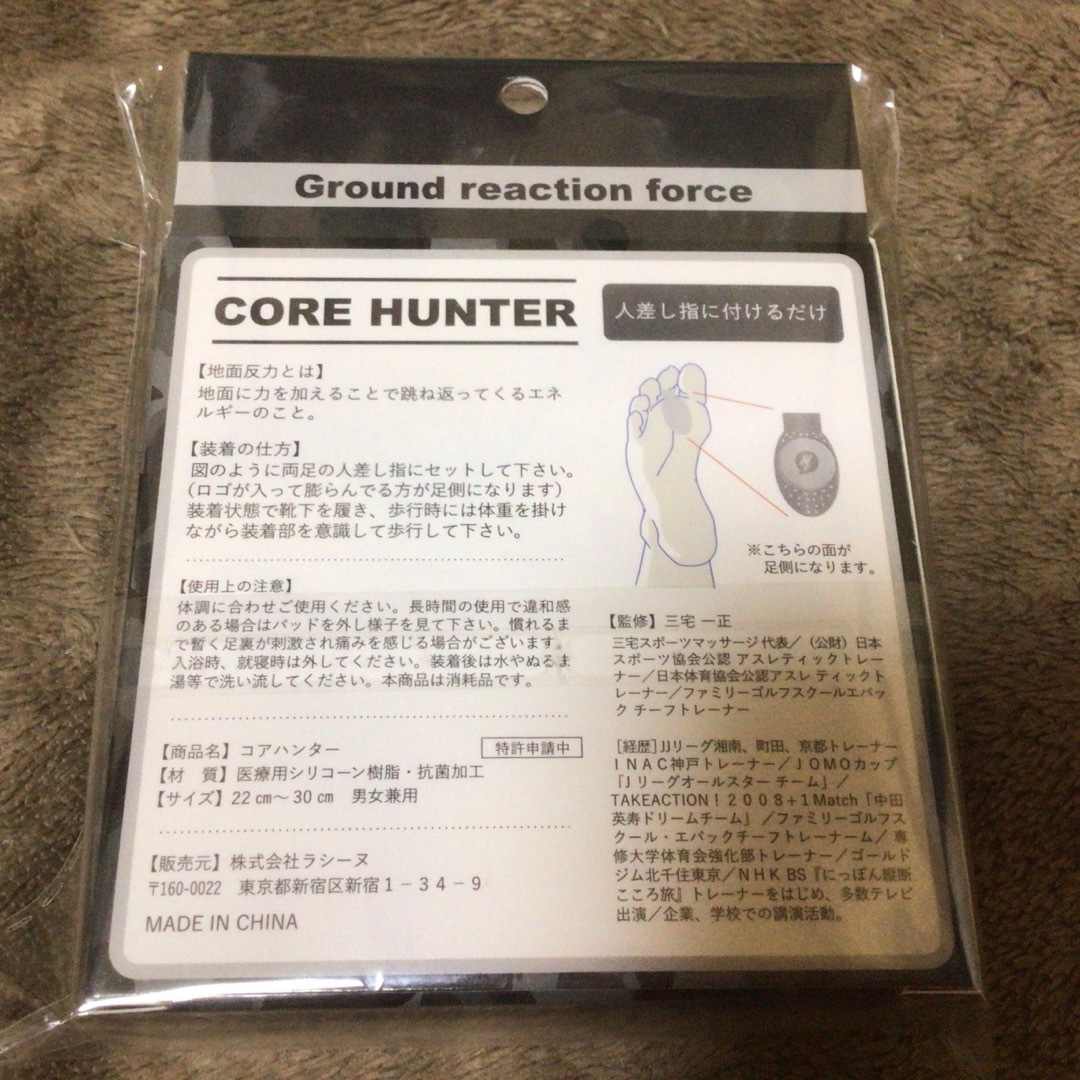 Ground reaction force
CORE HUNTER
人差し指に付けるだけ
【地面反力とは】
地面に力を加えることで跳ね返ってくるエネ
ルギーのこと。
【装着の仕方】
図のように両足の人差し指にセットして下さい。
(ロゴが入って膨らんでる方が足側になります)
装着状態で靴下を履き、歩行時には体重を掛け
ながら装着部を意識して歩行して下さい。
※こちらの面が
足側になります。
【使用上の注意】
体調に合わせご使用ください。長時間の使用で違和感
のある場合はパッドを外し様子を見て下さい。慣れるま
で暫く足裏が刺激され痛みを感じる場合がございます。
入浴時、就寝時は外してください。装着後は水やぬるま
湯等で洗い流してください。本商品は消耗品です。
【商品名】コアハンター
特許申請中
【材　質】医療用シリコーン樹脂・抗菌加工
【サイズ】22㎝～30㎝　男女兼用
【販売元】株式会社ラシーヌ
〒160-0022　東京都新宿区新宿1－34－9
MADE IN CHINA
【監修】三宅 一正
三宅スポーツマッサージ 代表／（公財）日本
スポーツ協会公認 アスレティックトレー
ナー／日本体育協会公認アスレ ティックト
レーナー／ファミリーゴルフスクールエバッ
ク チーフトレーナー
［経歴］JJリーグ湘南、町田、京都トレーナー
INAC神戸トレーナー／JOMOカップ
「Jリーグオールスター チーム」／
TAKEACTION！2008+1 Match「中田
英寿ドリームチーム」／ファミリーゴルフス
クール・エバックチーフトレーナーム／専
修大学体育会強化部トレーナー／ゴールド
ジム北千住東京／NHK BS『にっぽん縦断
こころ旅』トレーナーをはじめ、多数テレビ
出演／企業、学校での講演活動。